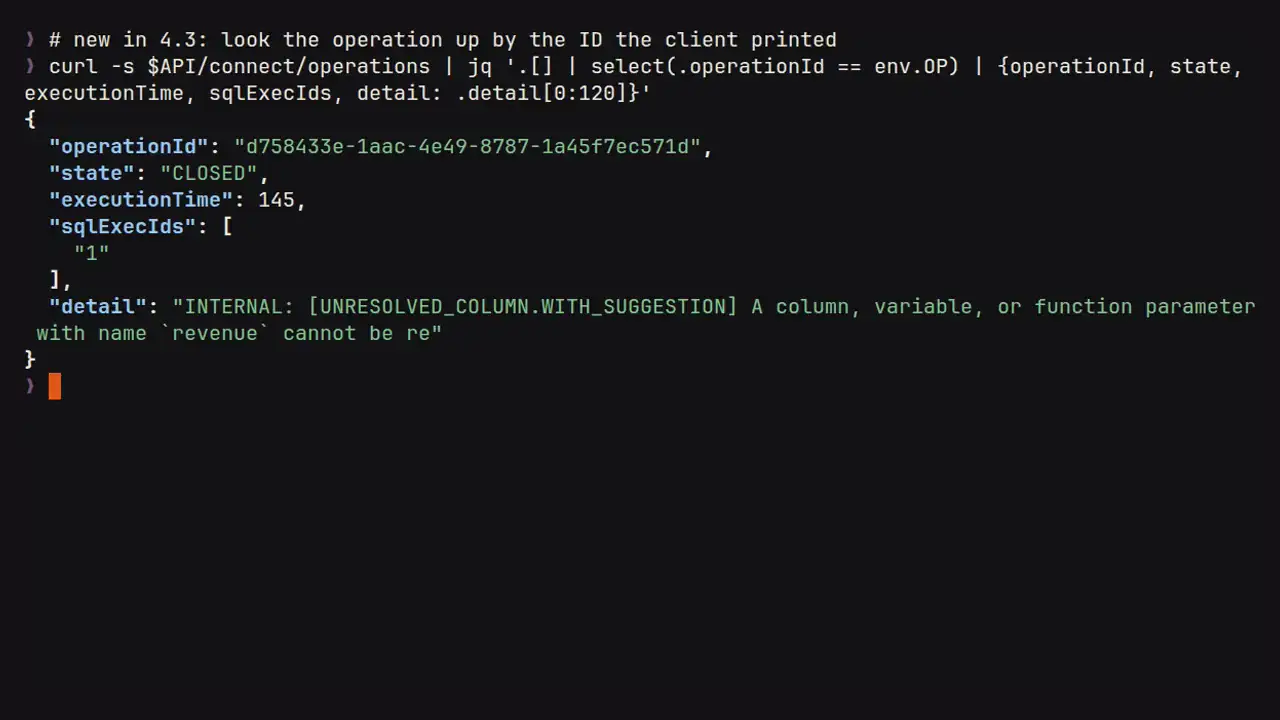 ❯ # new in 4.3: look the operation up by the ID the client printed
❯ curl -s $API/connect/operations | jq '.[] | select(.operationId == env.OP) | {operationId, state,
executionTime, sqlExecIds, detail: .detail[0:120]}'
{
  "operationId": "d758433e-1aac-4e49-8787-1a45f7ec571d",
  "state": "CLOSED",
  "executionTime": 145,
  "sqlExecIds": [
    "1"
  ],
  "detail": "INTERNAL: [UNRESOLVED_COLUMN.WITH_SUGGESTION] A column, variable, or function parameter
 with name `revenue` cannot be re"
}
❯